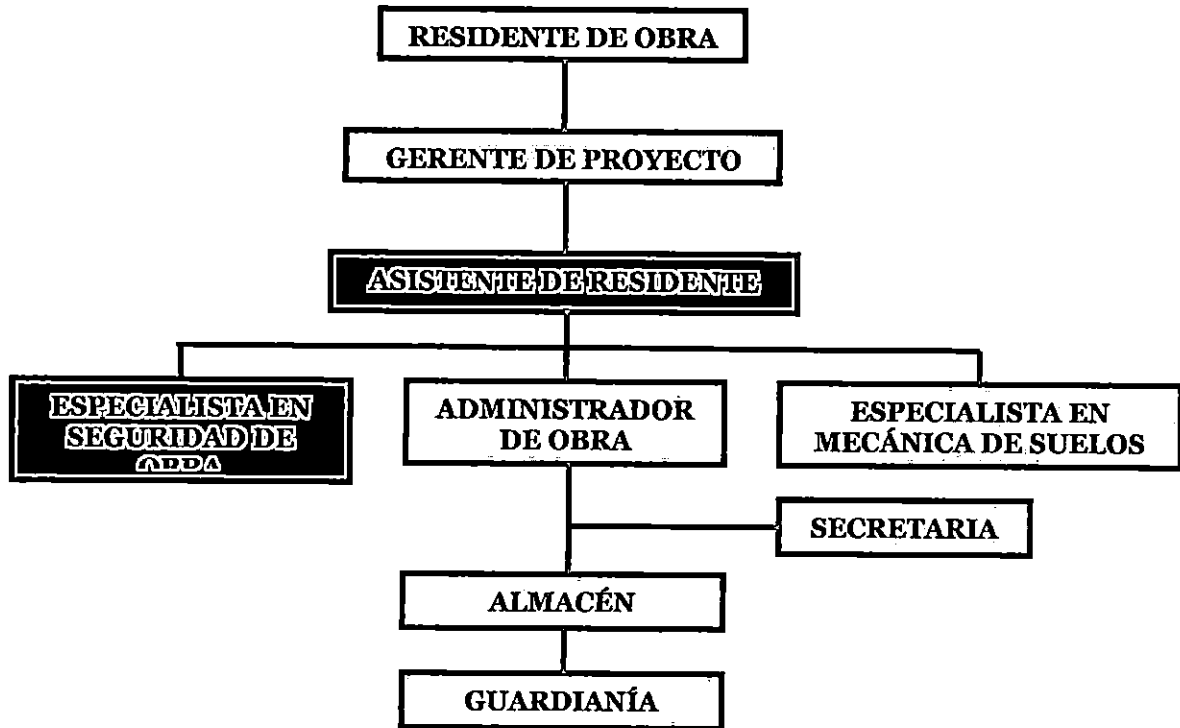 RESIDENTE DE OBRA
GERENTE DE PROYECTO
ASISTENTE DE RESIDENTE
ESPECIALISTA EN
SEGURIDAD DE
OBRA
ADMINISTRADOR
DE OBRA
ESPECIALISTA EN
MECÁNICA DE SUELOS
SECRETARIA
ALMACÉN
GUARDIANÍA